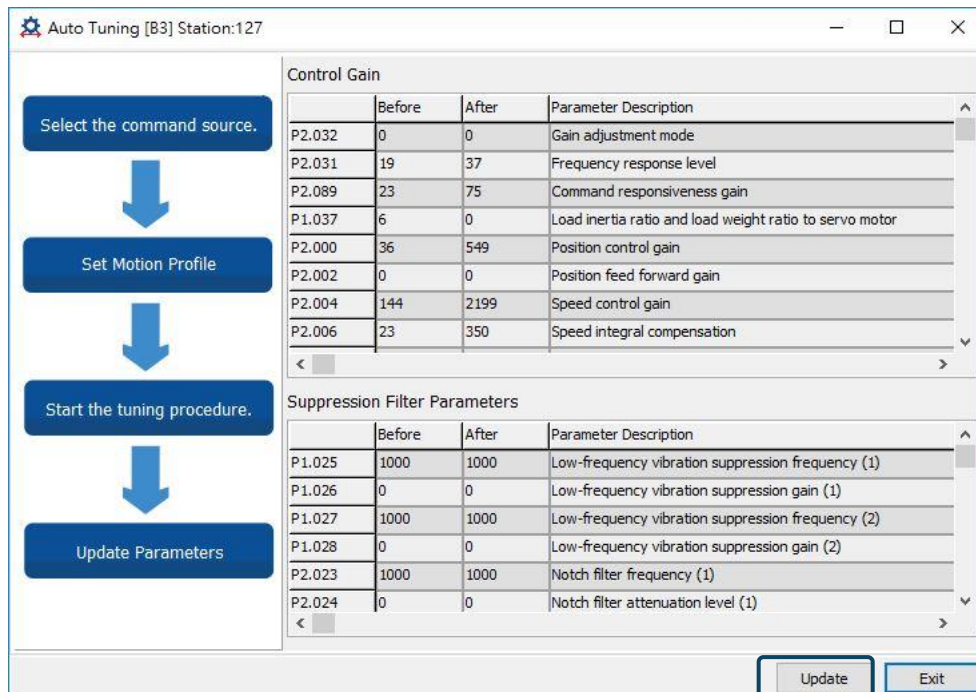 Auto Tuning [B3] Station:127
Select the command source.
Set Motion Profile
Start the tuning procedure.
Update Parameters
Control Gain
Before After Parameter Description
P2.032 0 0 Gain adjustment mode
P2.031 19 37 Frequency response level
P2.089 23 75 Command responsiveness gain
P1.037 6 0 Load inertia ratio and load weight ratio to servo motor
P2.000 36 549 Position control gain
P2.002 0 0 Position feed forward gain
P2.004 144 2199 Speed control gain
P2.006 23 350 Speed integral compensation
Suppression Filter Parameters
Before After Parameter Description
P1.025 1000 1000 Low-frequency vibration suppression frequency (1)
P1.026 0 0 Low-frequency vibration suppression gain (1)
P1.027 1000 1000 Low-frequency vibration suppression frequency (2)
P1.028 0 0 Low-frequency vibration suppression gain (2)
P2.023 1000 1000 Notch filter frequency (1)
P2.024 0 0 Notch filter attenuation level (1)
Update Exit